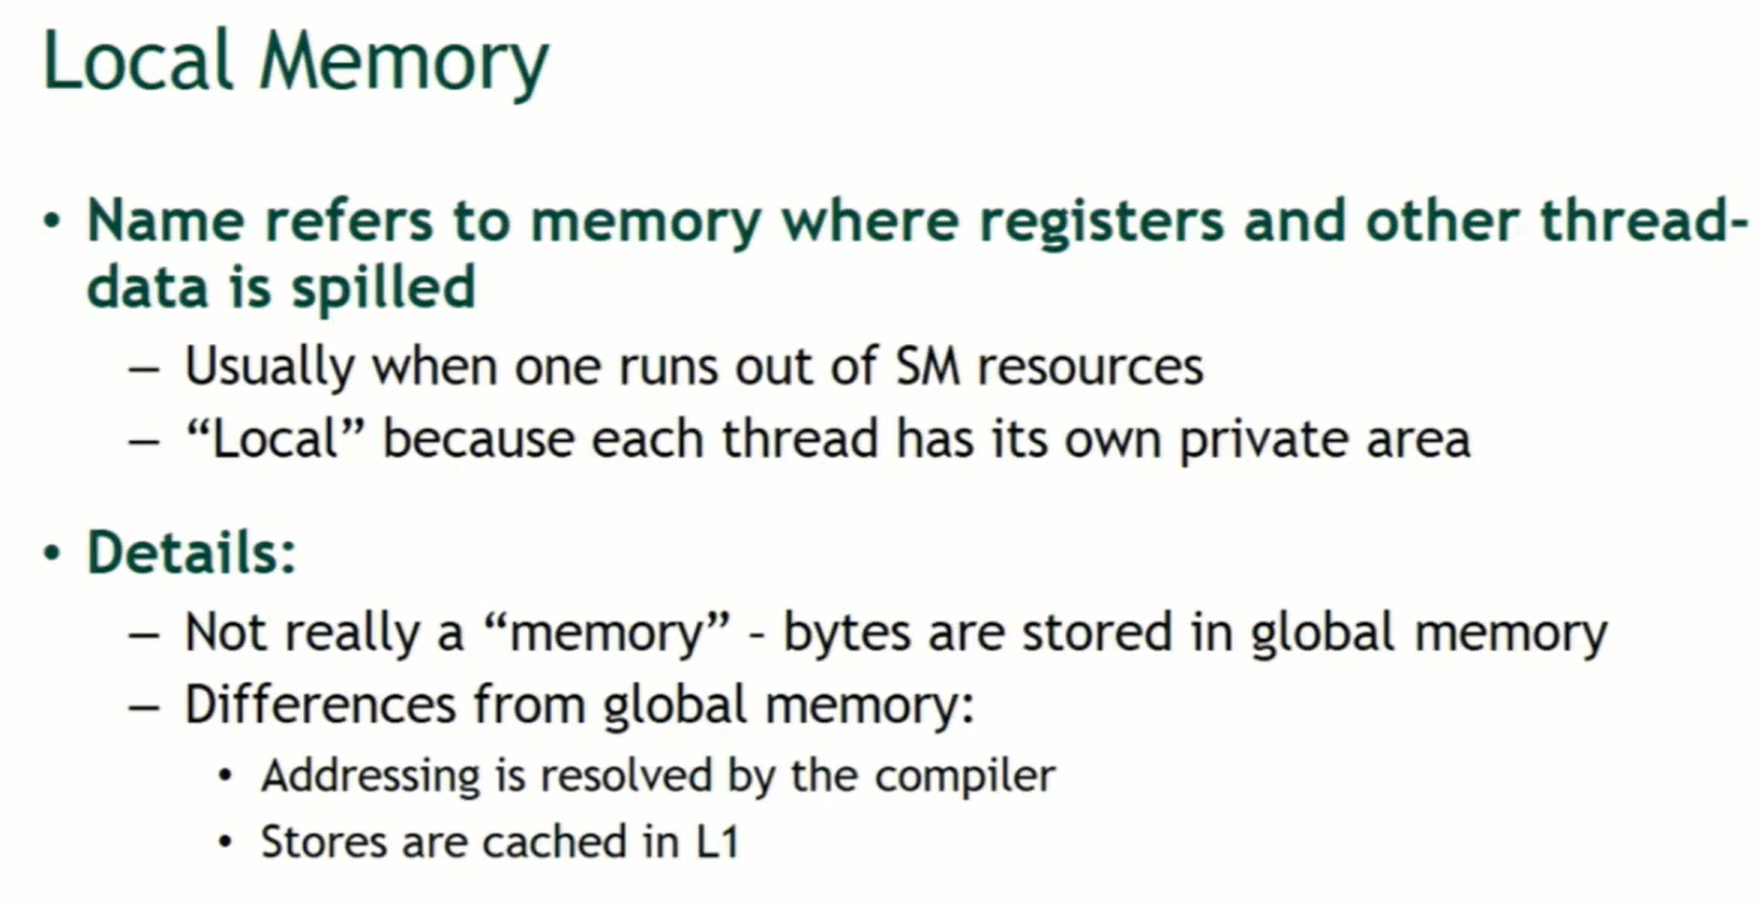 Local Memory
• Name refers to memory where registers and other thread-
data is spilled
– Usually when one runs out of SM resources
– “Local” because each thread has its own private area
• Details:
– Not really a “memory” – bytes are stored in global memory
– Differences from global memory:
• Addressing is resolved by the compiler
• Stores are cached in L1